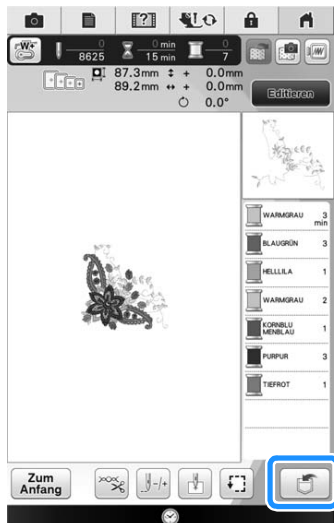 W+
0
8625
0 min
15 min
0
7
87.3mm ↕ + 0.0mm
89.2mm ↔ + 0.0mm
0.0°
Editieren
WARMGRAU 3
min
BLAUGRÜN 3
HELLLILA 1
WARMGRAU 2
KORNBLU
MENBLAU 1
PURPUR 3
TIEFROT 1
Zum
Anfang
-/+